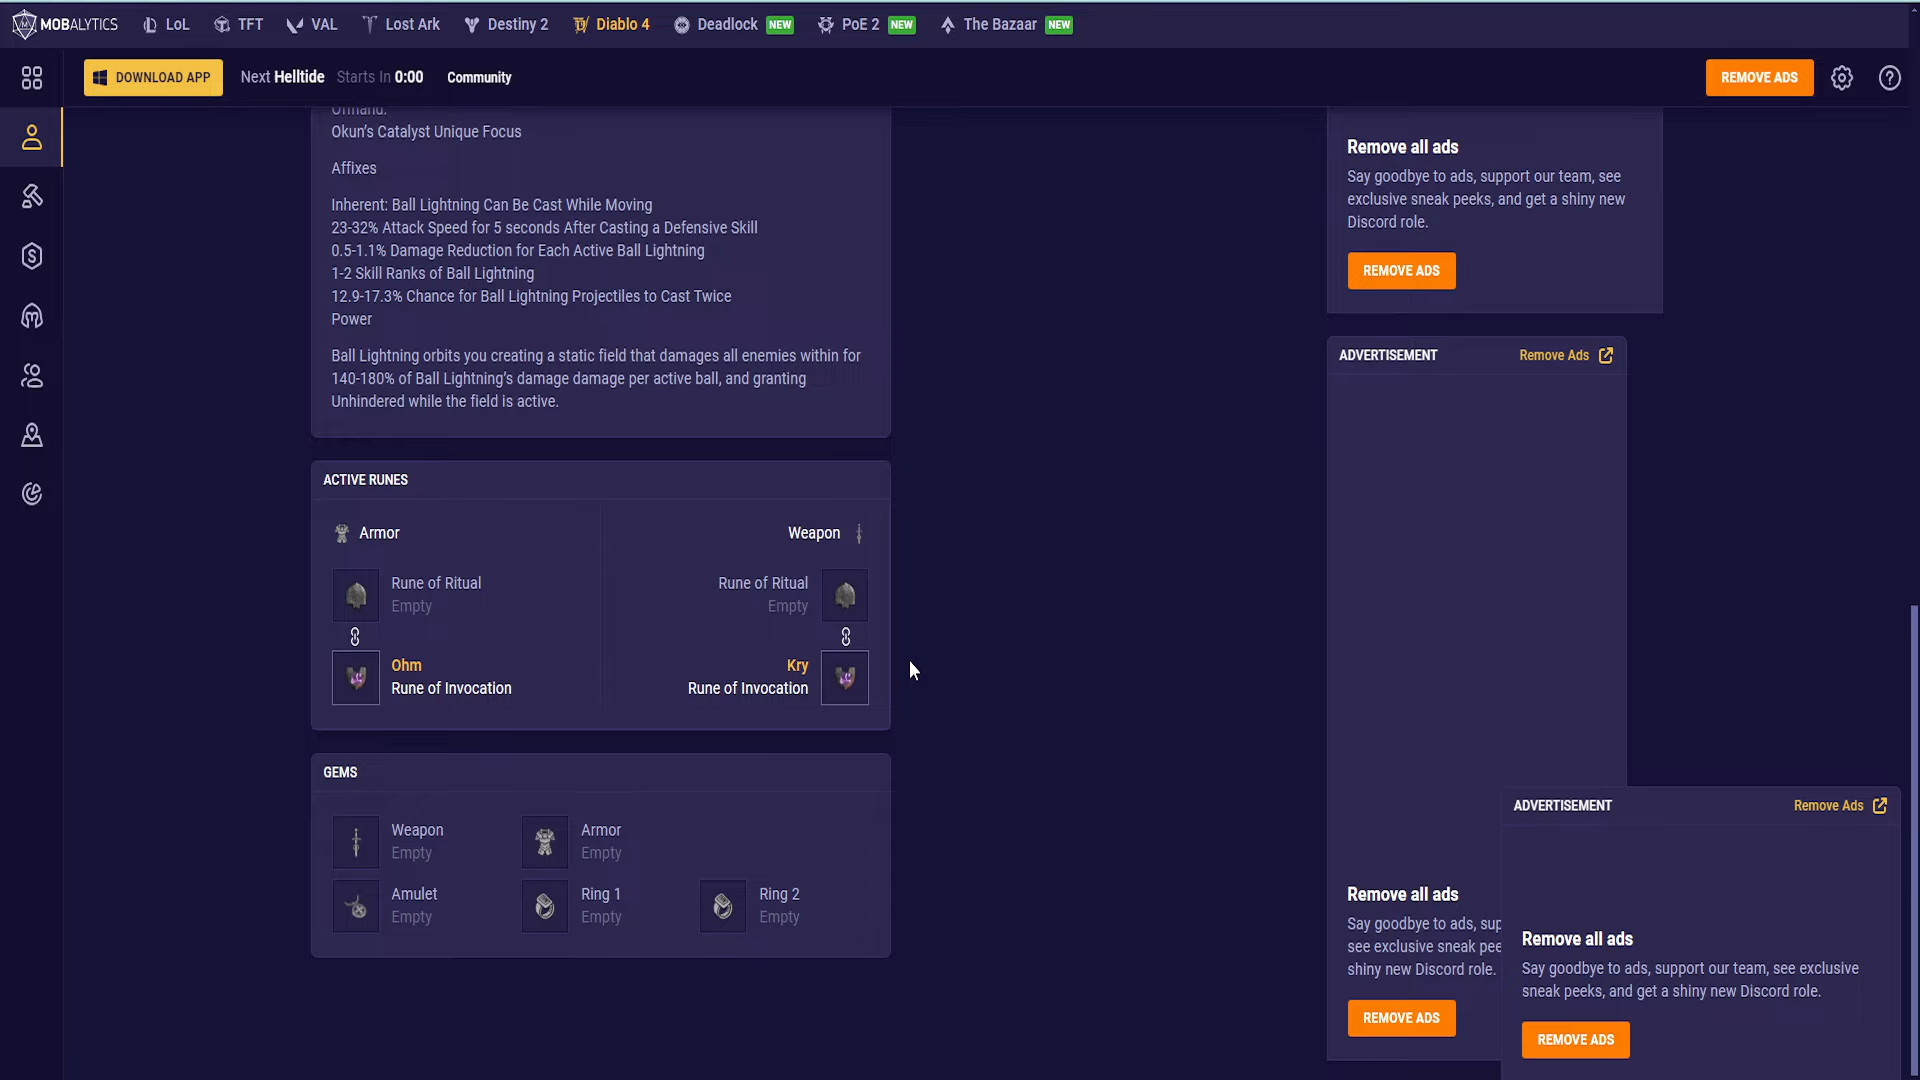 MOBALYTICS
LoL
TFT
VAL
Lost Ark
Destiny 2
Diablo 4
Deadlock NEW
PoE 2 NEW
The Bazaar NEW
DOWNLOAD APP
Next Helltide Starts In 0:00
Community
REMOVE ADS
Offhand:
Okun's Catalyst Unique Focus
Affixes
Inherent: Ball Lightning Can Be Cast While Moving
23-32% Attack Speed for 5 seconds After Casting a Defensive Skill
0.5-1.1% Damage Reduction for Each Active Ball Lightning
1-2 Skill Ranks of Ball Lightning
12.9-17.3% Chance for Ball Lightning Projectiles to Cast Twice
Power
Ball Lightning orbits you creating a static field that damages all enemies within for
140-180% of Ball Lightning's damage damage per active ball, and granting
Unhindered while the field is active.
ACTIVE RUNES
Armor
Weapon
Rune of Ritual
Empty
Rune of Ritual
Empty
Ohm
Rune of Invocation
Kry
Rune of Invocation
GEMS
Weapon
Empty
Armor
Empty
Amulet
Empty
Ring 1
Empty
Ring 2
Empty
Remove all ads
Say goodbye to ads, support our team, see
exclusive sneak peeks, and get a shiny new
Discord role.
REMOVE ADS
ADVERTISEMENT
Remove Ads
Remove all ads
Say goodbye to ads, sup
see exclusive sneak pee
shiny new Discord role.
REMOVE ADS
ADVERTISEMENT
Remove Ads
Remove all ads
Say goodbye to ads, support our team, see exclusive
sneak peeks, and get a shiny new Discord role.
REMOVE ADS